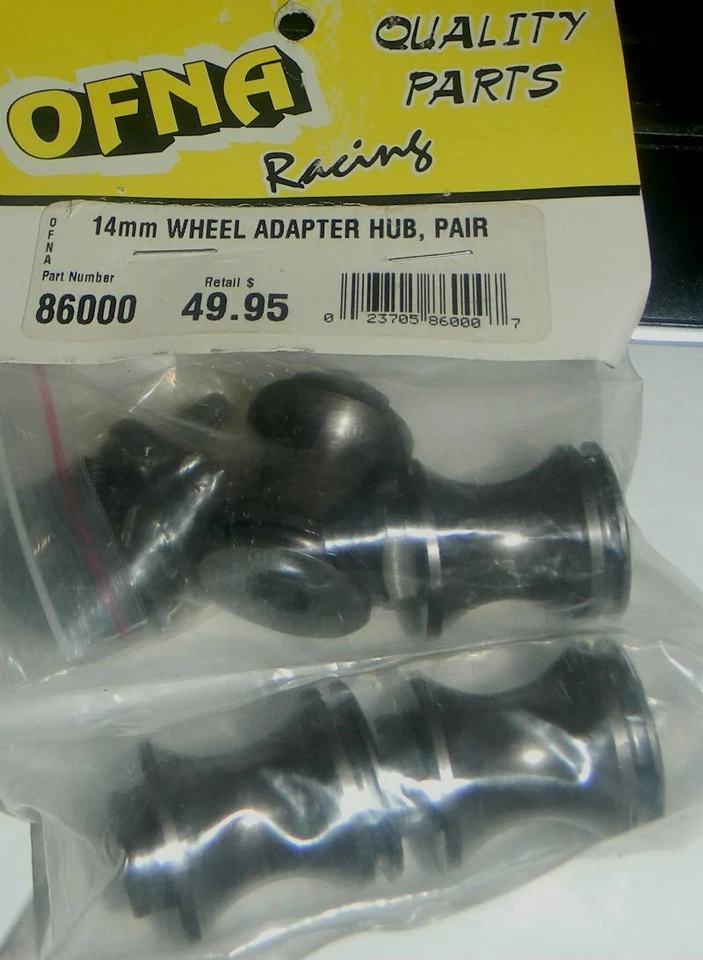 OFNA
QUALITY
PARTS
Racing
OFNA
14mm WHEEL ADAPTER HUB, PAIR
Part Number
86000
Retail $
49.95
0 23705 86000 7